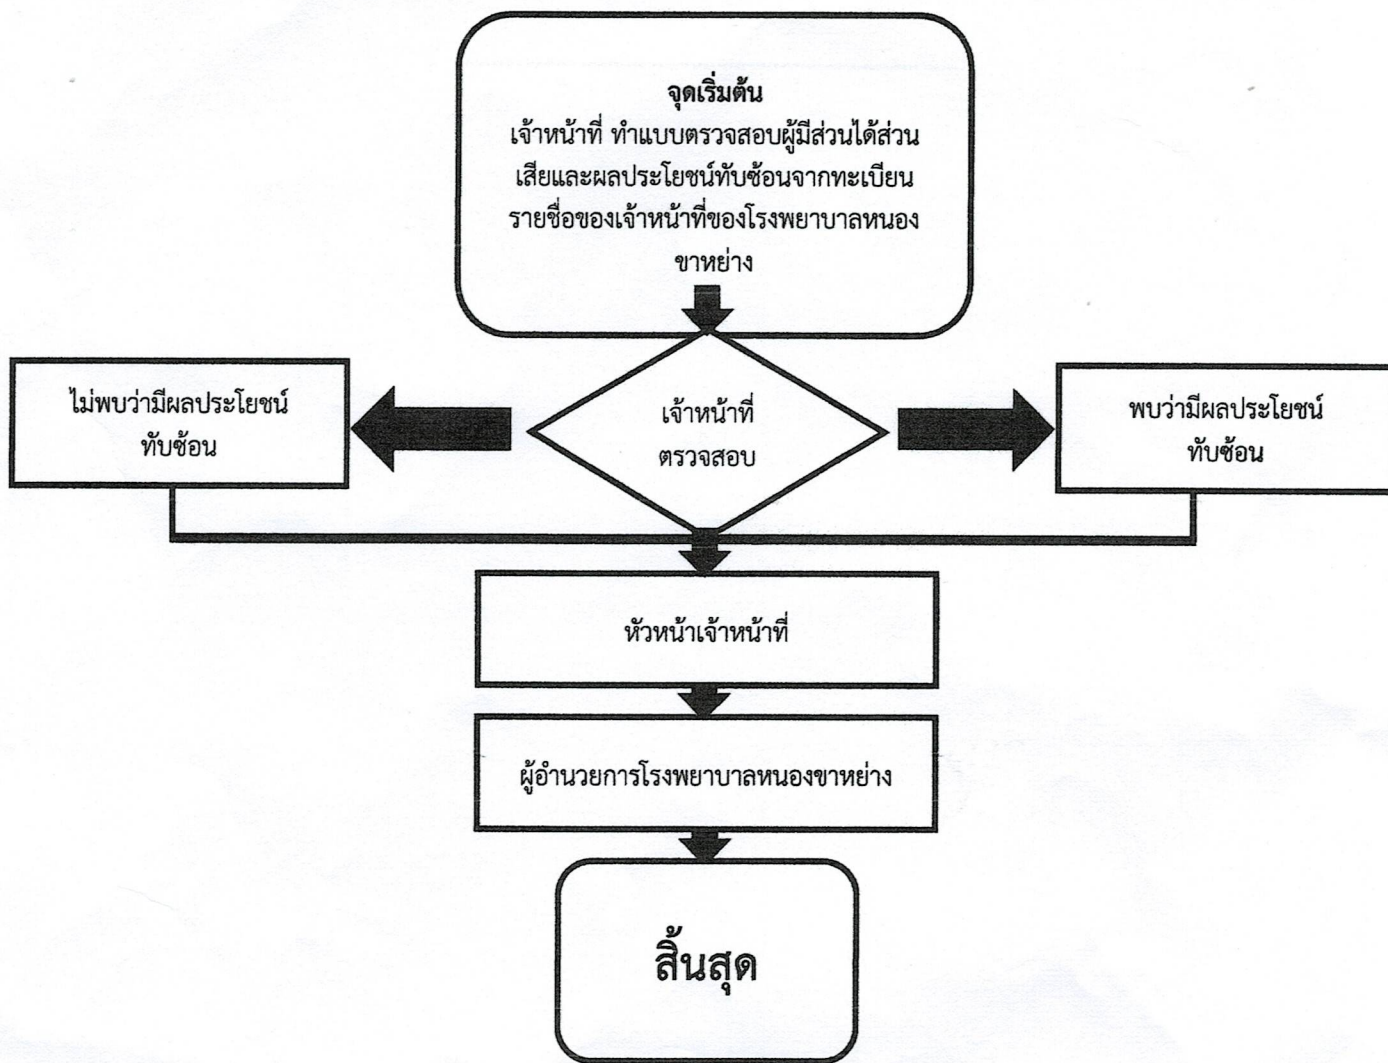 จุดเริ่มต้น
เจ้าหน้าที่ ทำแบบตรวจสอบผู้มีส่วนได้ส่วน
เสียและผลประโยชน์ทับซ้อนจากทะเบียน
รายชื่อของเจ้าหน้าที่ของโรงพยาบาลหนอง
ขาหย่าง
ไม่พบว่ามีผลประโยชน์
ทับซ้อน
เจ้าหน้าที่
ตรวจสอบ
พบว่ามีผลประโยชน์
ทับซ้อน
หัวหน้าเจ้าหน้าที่
ผู้อำนวยการโรงพยาบาลหนองขาหย่าง
สิ้นสุด